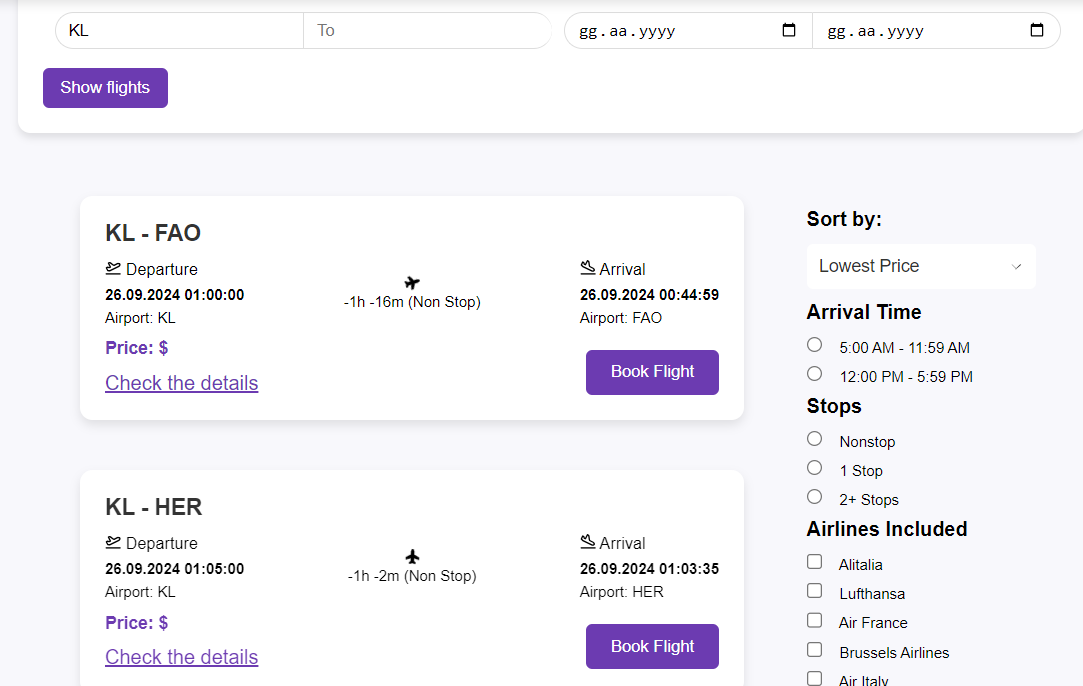 KL To gg.aa.yyyy gg.aa.yyyy
Show flights
KL - FAO
Departure
26.09.2024 01:00:00
Airport: KL
-1h -16m (Non Stop)
Arrival
26.09.2024 00:44:59
Airport: FAO
Price: $
Check the details
Book Flight
KL - HER
Departure
26.09.2024 01:05:00
Airport: KL
-1h -2m (Non Stop)
Arrival
26.09.2024 01:03:35
Airport: HER
Price: $
Check the details
Book Flight
Sort by:
Lowest Price
Arrival Time
5:00 AM - 11:59 AM
12:00 PM - 5:59 PM
Stops
Nonstop
1 Stop
2+ Stops
Airlines Included
Alitalia
Lufthansa
Air France
Brussels Airlines
Air Italy